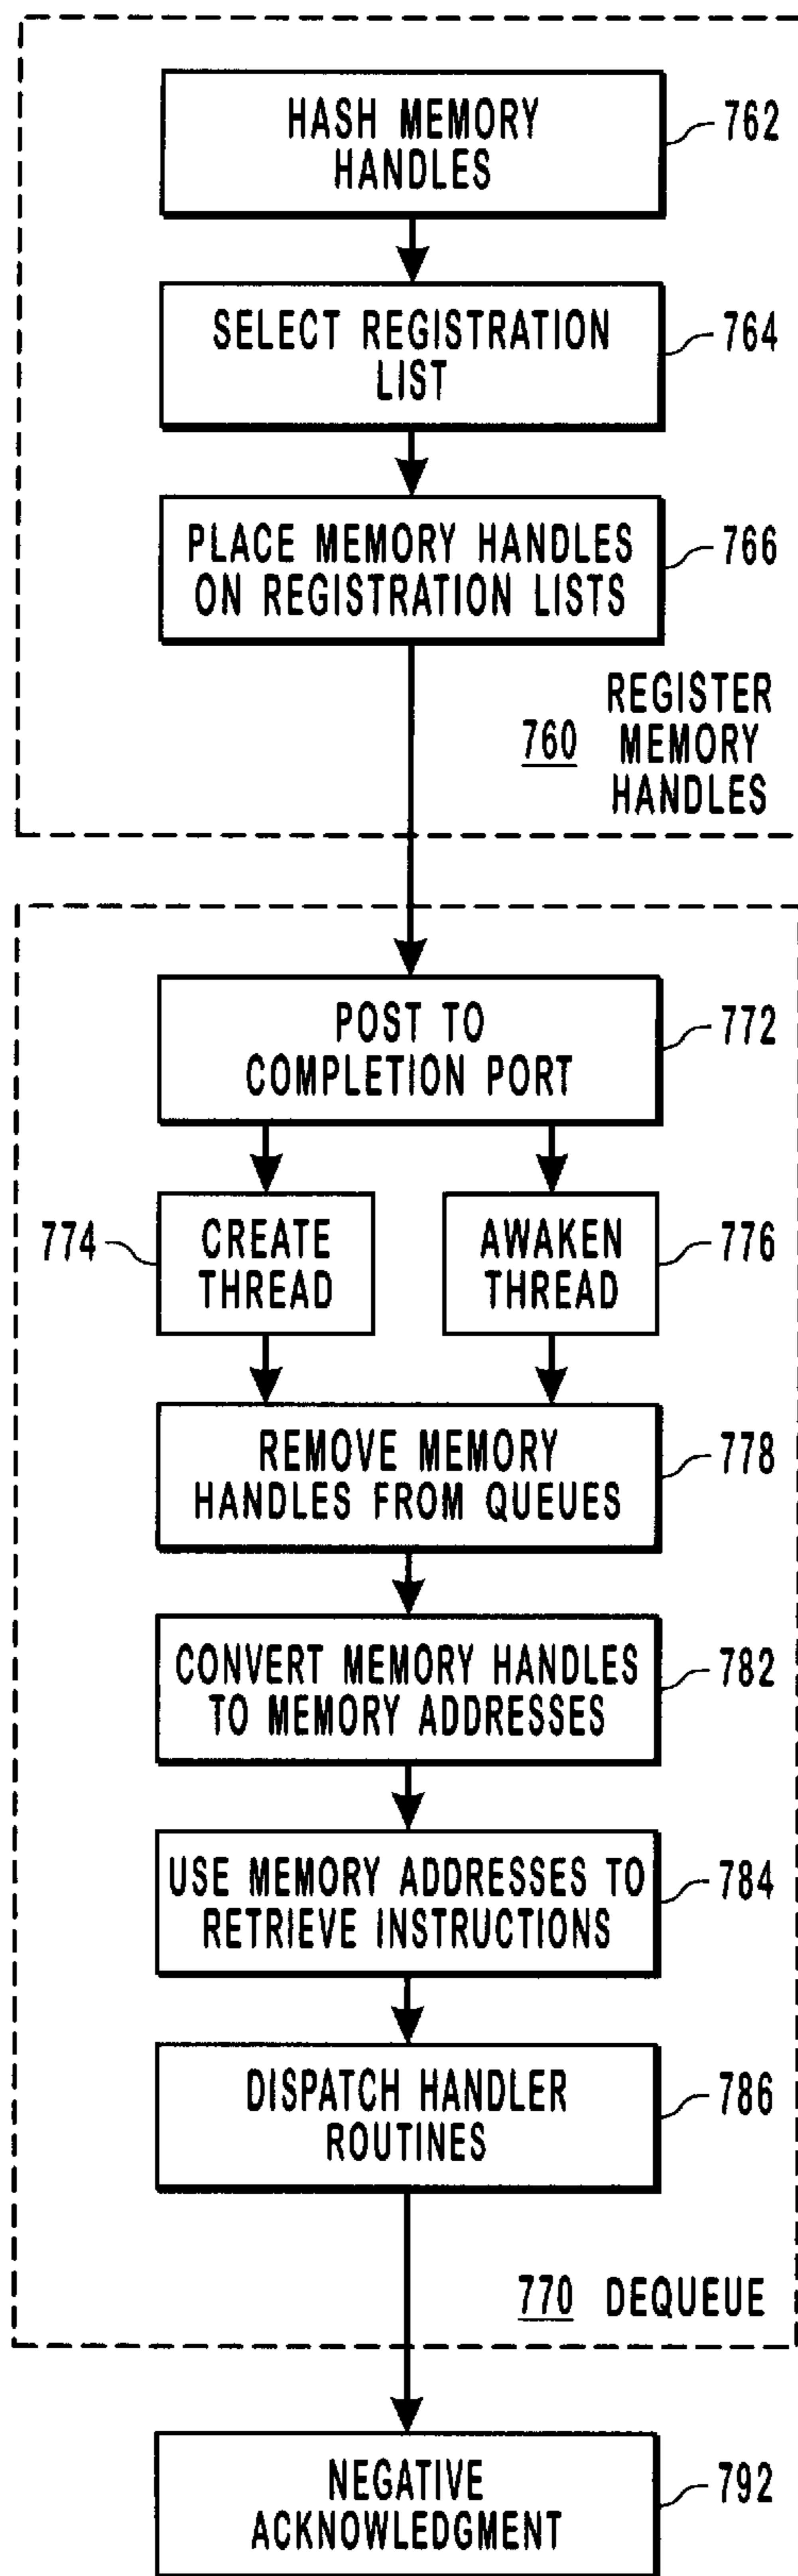 HASH MEMORY
HANDLES
762
SELECT REGISTRATION
LIST
764
PLACE MEMORY HANDLES
ON REGISTRATION LISTS
766
760 REGISTER
MEMORY
HANDLES
POST TO
COMPLETION PORT
772
774
CREATE
THREAD
AWAKEN
THREAD
776
REMOVE MEMORY
HANDLES FROM QUEUES
778
CONVERT MEMORY HANDLES
TO MEMORY ADDRESSES
782
USE MEMORY ADDRESSES TO
RETRIEVE INSTRUCTIONS
784
DISPATCH HANDLER
ROUTINES
786
770 DEQUEUE
NEGATIVE
ACKNOWLEDGMENT
792